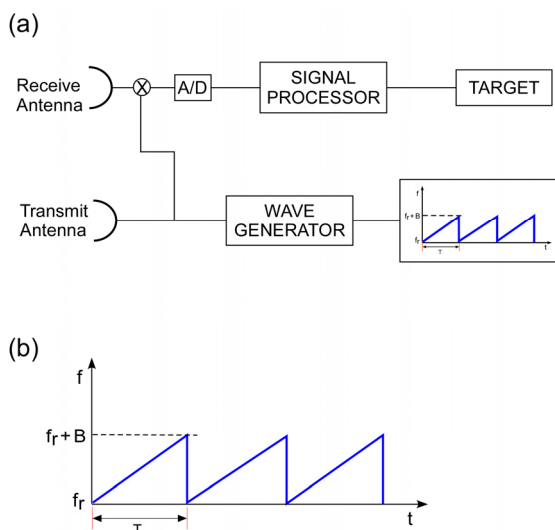 (a)
Receive
Antenna
X
A/D
SIGNAL
PROCESSOR
TARGET
Transmit
Antenna
WAVE
GENERATOR
f
fr+B
fr
T
t
(b)
f
fr+B
fr
T
t